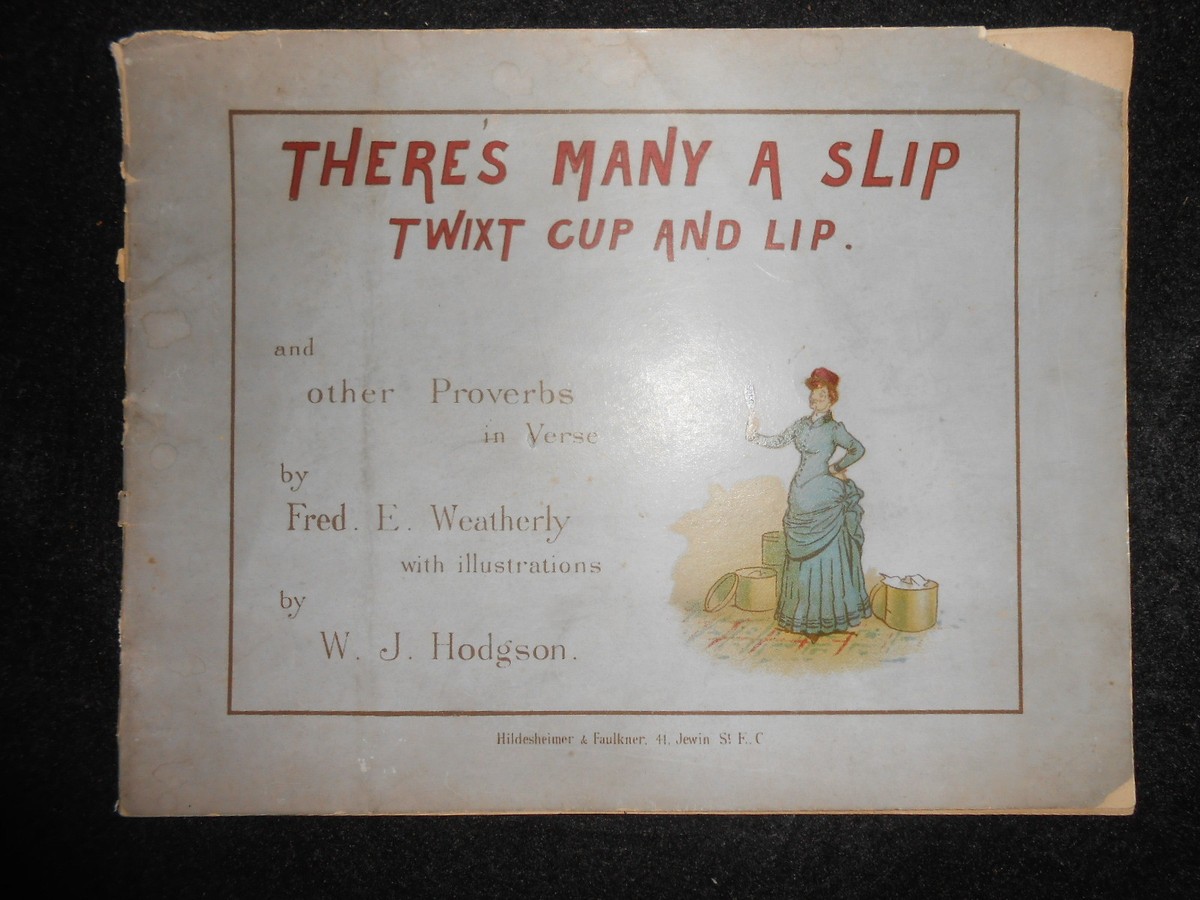 THERE'S MANY A SLIP
TWIXT CUP AND LIP.
and
other Proverbs
in Verse
by
Fred. E. Weatherly
with illustrations
by
W. J. Hodgson.
Hildesheimer & Faulkner, 41, Jewin St E.. C